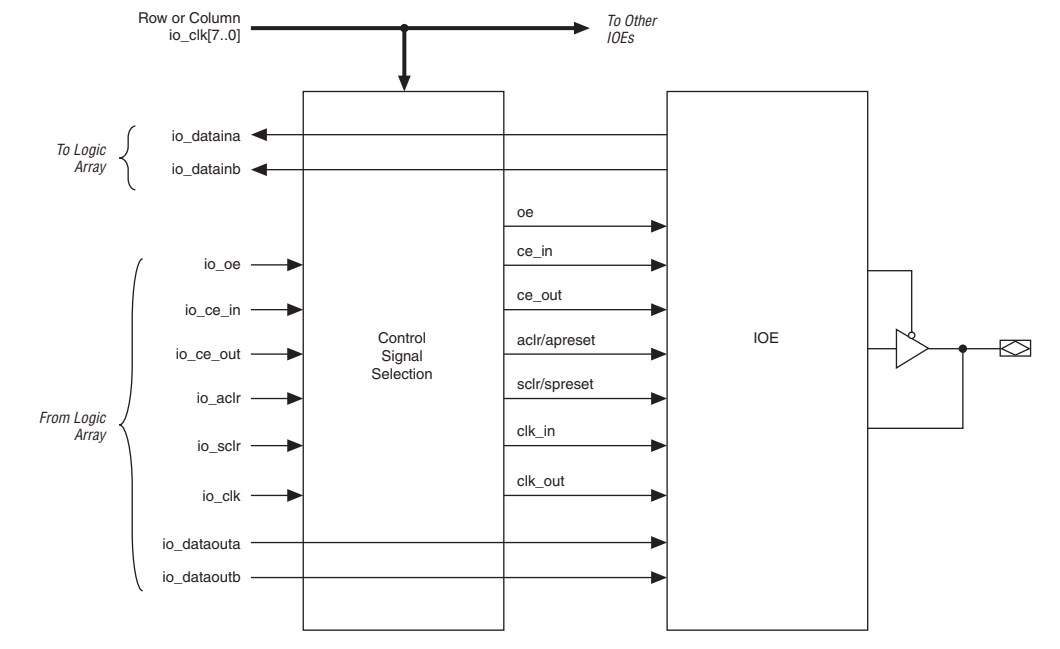 Row or Column
io_clk[7..0]
To Other
IOEs
To Logic
Array
io_dataina
io_datainb
oe
ce_in
ce_out
aclr/apreset
sclr/spreset
clk_in
clk_out
From Logic
Array
io_oe
io_ce_in
io_ce_out
io_aclr
io_sclr
io_clk
io_dataouta
io_dataoutb
Control
Signal
Selection
IOE